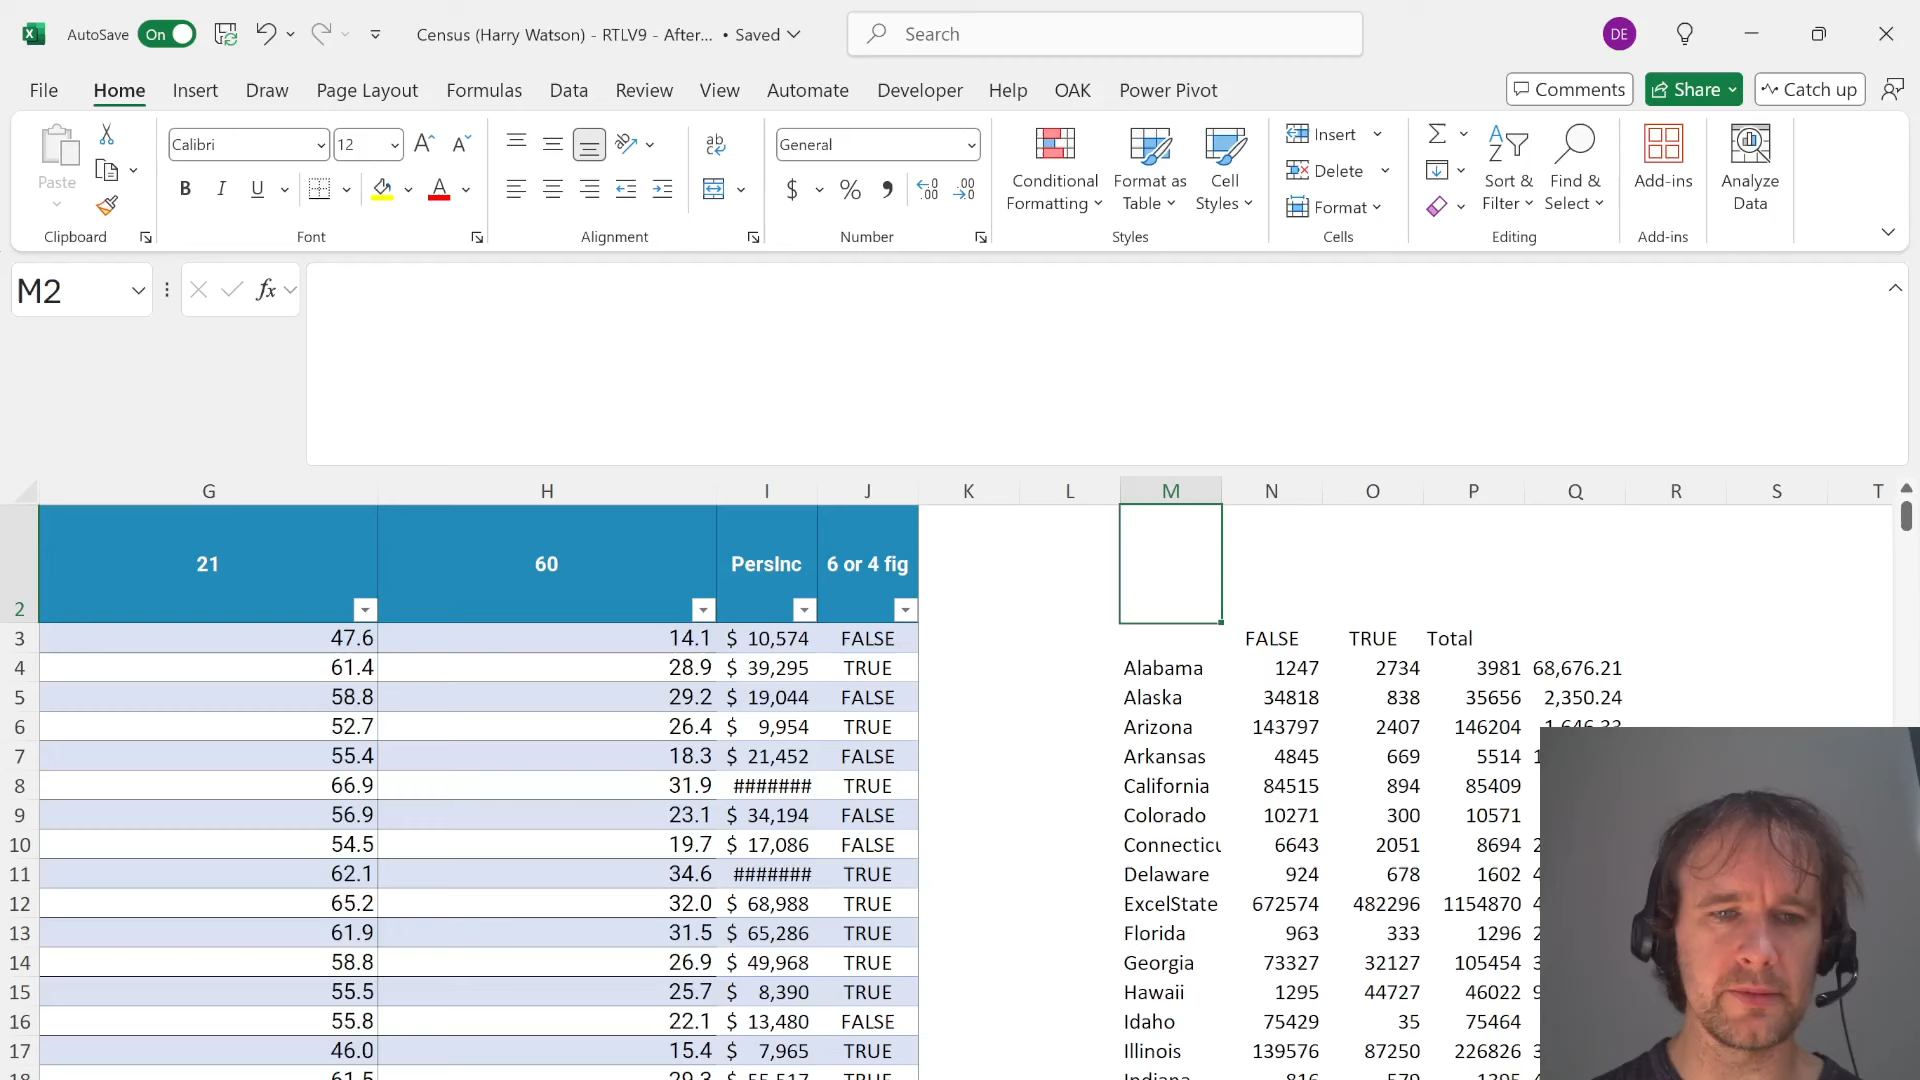 AutoSave On Census (Harry Watson) - RTLV9 - After... • Saved Search DE
File Home Insert Draw Page Layout Formulas Data Review View Automate Developer Help OAK Power Pivot Comments Share Catch up
Paste
Clipboard
Calibri 12
B I U
Font
Alignment
General
$ % 9
Number
Conditional Formatting
Format as Table
Cell Styles
Styles
Insert
Delete
Format
Cells
Sort & Filter
Find & Select
Editing
Add-ins
Add-ins
Analyze Data
M2 fx
G H I J K L M N O P Q R S T
2 21 60 PersInc 6 or 4 fig
3 47.6 14.1 $ 10,574 FALSE FALSE TRUE Total
4 61.4 28.9 $ 39,295 TRUE Alabama 1247 2734 3981 68,676.21
5 58.8 29.2 $ 19,044 FALSE Alaska 34818 838 35656 2,350.24
6 52.7 26.4 $ 9,954 TRUE Arizona 143797 2407 146204
7 55.4 18.3 $ 21,452 FALSE Arkansas 4845 669 5514
8 66.9 31.9 ####### TRUE California 84515 894 85409
9 56.9 23.1 $ 34,194 FALSE Colorado 10271 300 10571
10 54.5 19.7 $ 17,086 FALSE Connecticu 6643 2051 8694
11 62.1 34.6 ####### TRUE Delaware 924 678 1602
12 65.2 32.0 $ 68,988 TRUE ExcelState 672574 482296 1154870
13 61.9 31.5 $ 65,286 TRUE Florida 963 333 1296
14 58.8 26.9 $ 49,968 TRUE Georgia 73327 32127 105454
15 55.5 25.7 $ 8,390 TRUE Hawaii 1295 44727 46022
16 55.8 22.1 $ 13,480 FALSE Idaho 75429 35 75464
17 46.0 15.4 $ 7,965 TRUE Illinois 139576 87250 226826